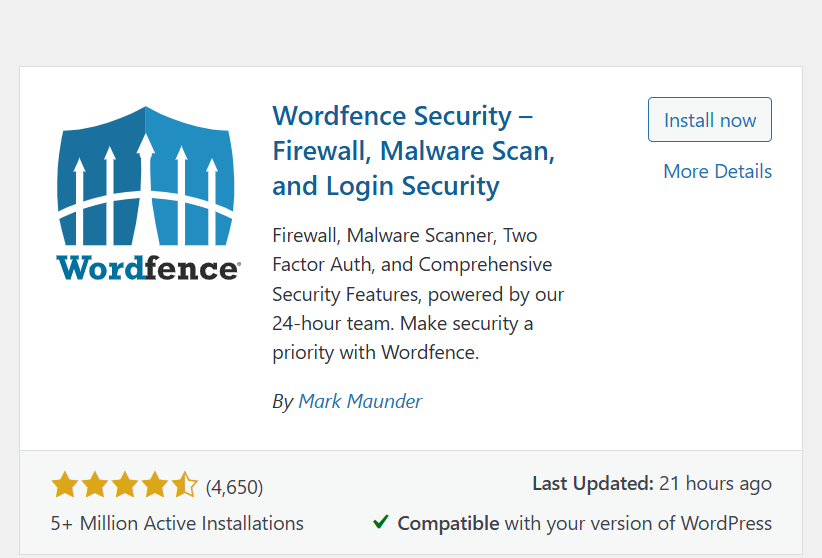 Wordfence Security –
Firewall, Malware Scan,
and Login Security
Install now
More Details
Firewall, Malware Scanner, Two
Factor Auth, and Comprehensive
Security Features, powered by our
24-hour team. Make security a
priority with Wordfence.
By Mark Maunder
Wordfence®
(4,650)
Last Updated: 21 hours ago
5+ Million Active Installations
Compatible with your version of WordPress